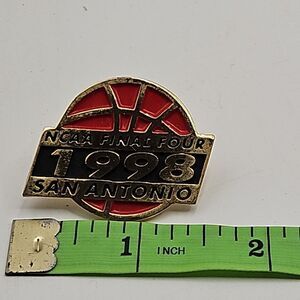 NCAA FINAL FOUR
1998
SAN ANTONIO
1 INCH 2